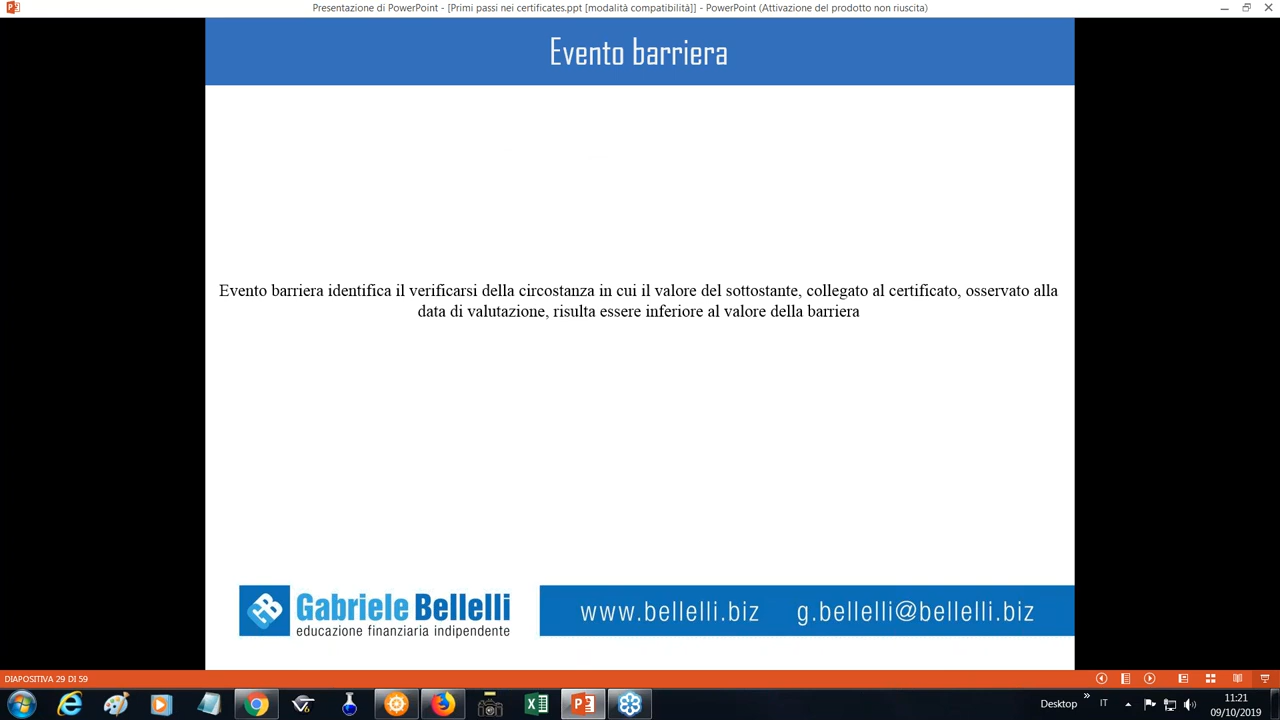 Presentazione di PowerPoint - [Primi passi nei certificates.ppt [modalità compatibilità]] - PowerPoint (Attivazione del prodotto non riuscita)
Evento barriera
Evento barriera identifica il verificarsi della circostanza in cui il valore del sottostante, collegato al certificato, osservato alla
data di valutazione, risulta essere inferiore al valore della barriera
Gabriele Bellelli
educazione finanziaria indipendente
www.bellelli.biz g.bellelli@bellelli.biz
DIAPOSITIVA 29 DI 59
Desktop
IT
11:21
09/10/2019